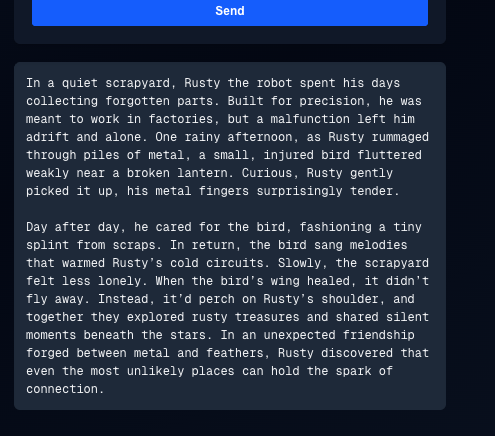 Send
In a quiet scrapyard, Rusty the robot spent his days
collecting forgotten parts. Built for precision, he was
meant to work in factories, but a malfunction left him
adrift and alone. One rainy afternoon, as Rusty rummaged
through piles of metal, a small, injured bird fluttered
weakly near a broken lantern. Curious, Rusty gently
picked it up, his metal fingers surprisingly tender.
Day after day, he cared for the bird, fashioning a tiny
splint from scraps. In return, the bird sang melodies
that warmed Rusty’s cold circuits. Slowly, the scrapyard
felt less lonely. When the bird’s wing healed, it didn’t
fly away. Instead, it’d perch on Rusty’s shoulder, and
together they explored rusty treasures and shared silent
moments beneath the stars. In an unexpected friendship
forged between metal and feathers, Rusty discovered that
even the most unlikely places can hold the spark of
connection.